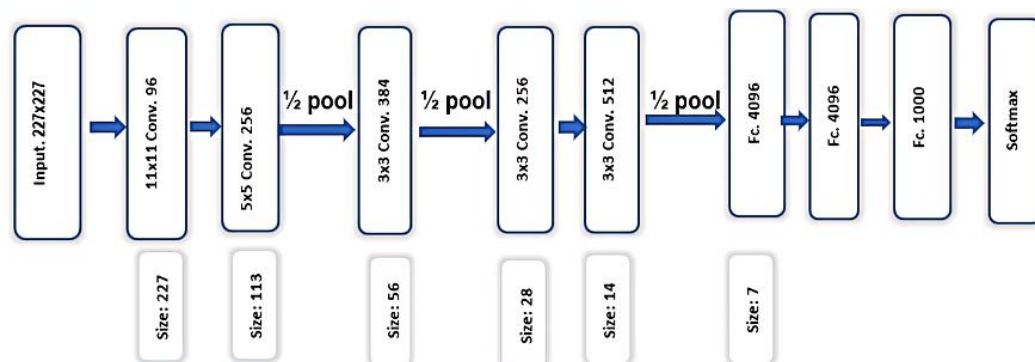 Input. 227x227
11x11 Conv. 96
5x5 Conv. 256
½ pool
3x3 Conv. 384
½ pool
3x3 Conv. 256
3x3 Conv. 512
½ pool
Fc. 4096
Fc. 4096
Fc. 1000
Softmax
Size: 227
Size: 113
Size: 56
Size: 28
Size: 14
Size: 7